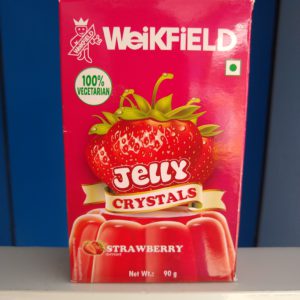 WEiKFiELD
100%
VEGETARIAN
JELLY
CRYSTALS
STRAWBERRY
Net Wt.: 90 g